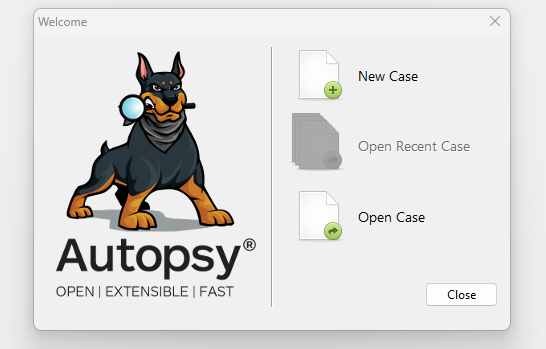 Welcome
New Case
Open Recent Case
Open Case
Autopsy®
OPEN | EXTENSIBLE | FAST
Close